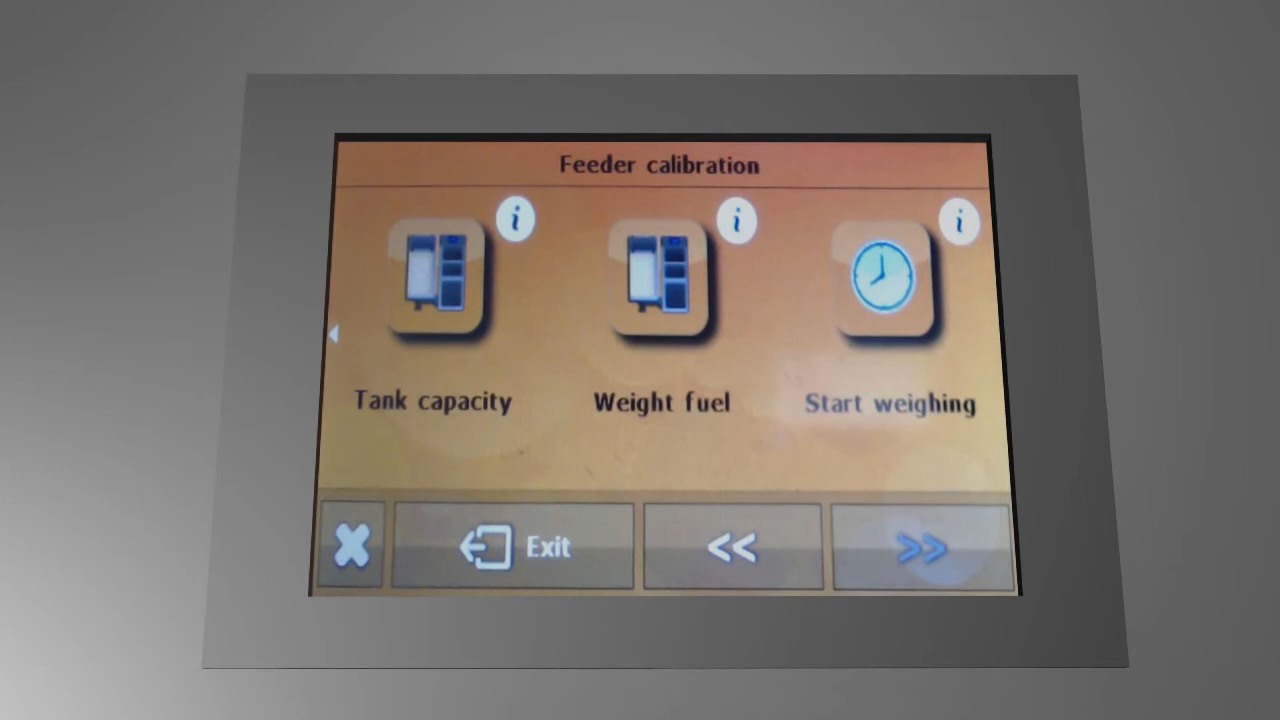 Feeder calibration
i i i
Tank capacity Weight fuel Start weighing
Exit << >>